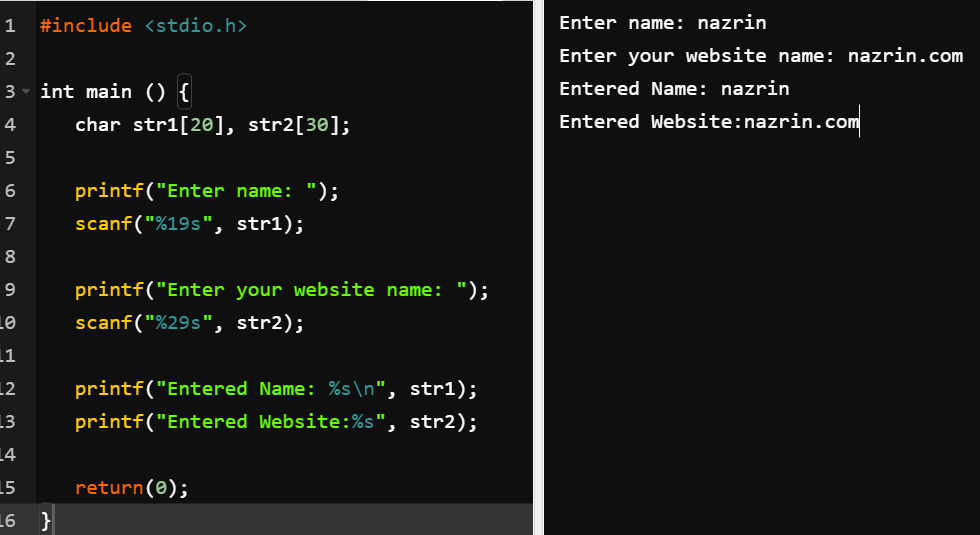 1 #include <stdio.h>
2
3 int main () {
4 char str1[20], str2[30];
5
6 printf("Enter name: ");
7 scanf("%19s", str1);
8
9 printf("Enter your website name: ");
10 scanf("%29s", str2);
11
12 printf("Entered Name: %s\n", str1);
13 printf("Entered Website:%s", str2);
14
15 return(0);
16 }
Enter name: nazrin
Enter your website name: nazrin.com
Entered Name: nazrin
Entered Website:nazrin.com